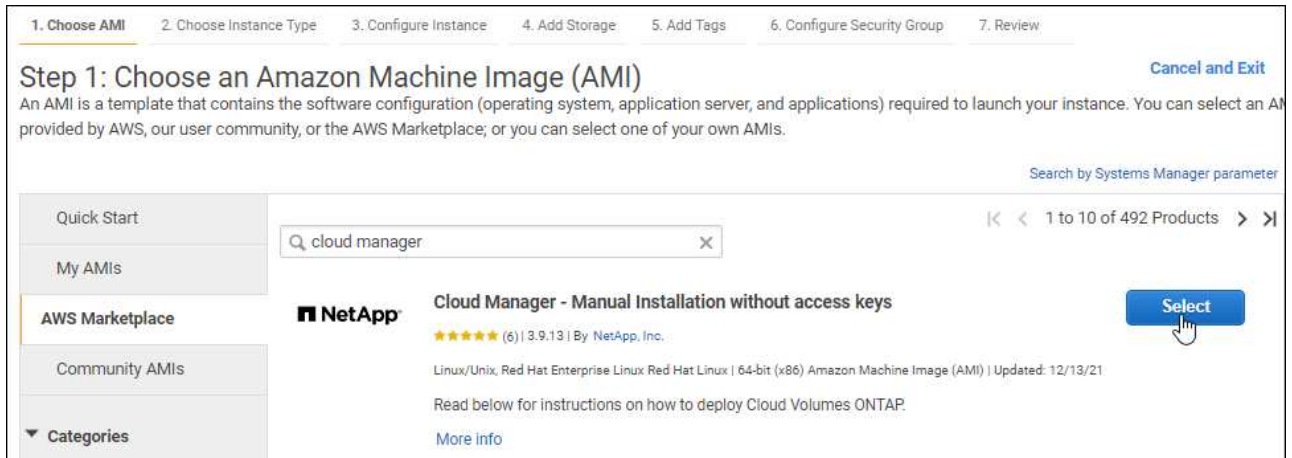 1. Choose AMI 2. Choose Instance Type 3. Configure Instance 4. Add Storage 5. Add Tags 6. Configure Security Group 7. Review
Step 1: Choose an Amazon Machine Image (AMI)
Cancel and Exit
An AMI is a template that contains the software configuration (operating system, application server, and applications) required to launch your instance. You can select an AM
provided by AWS, our user community, or the AWS Marketplace; or you can select one of your own AMIs.
Search by Systems Manager parameter
Quick Start
My AMIs
AWS Marketplace
Community AMIs
Categories
cloud manager
1 to 10 of 492 Products
NetApp
Cloud Manager - Manual Installation without access keys
(6) | 3.9.13 | By NetApp, Inc.
Linux/Unix, Red Hat Enterprise Linux Red Hat Linux | 64-bit (x86) Amazon Machine Image (AMI) | Updated: 12/13/21
Read below for instructions on how to deploy Cloud Volumes ONTAP.
More info
Select